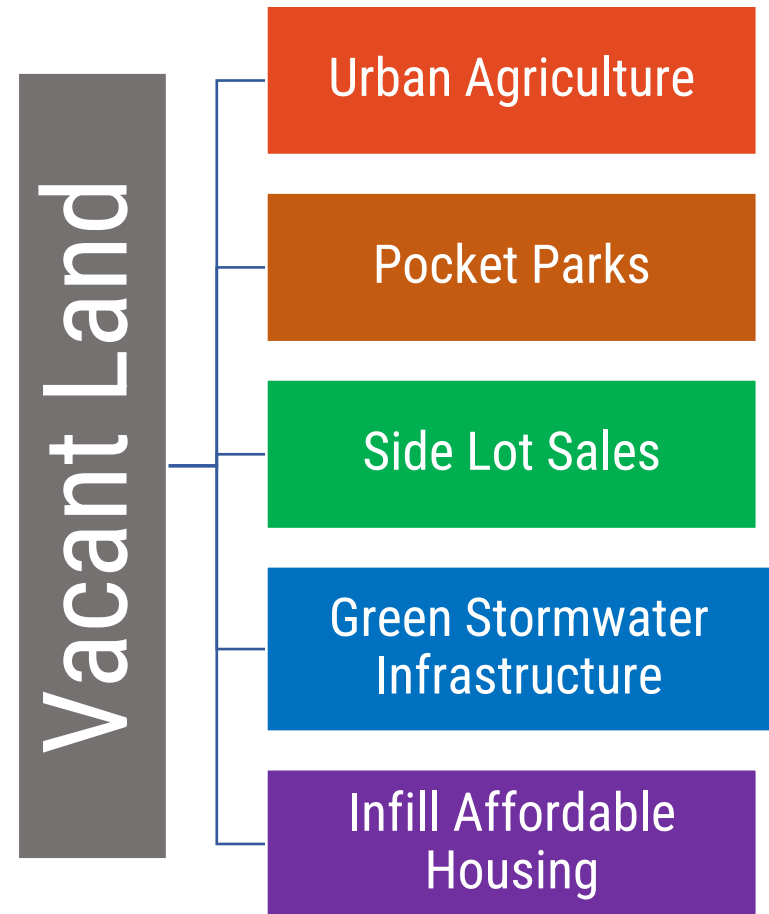 Vacant Land
Urban Agriculture
Pocket Parks
Side Lot Sales
Green Stormwater
Infrastructure
Infill Affordable
Housing